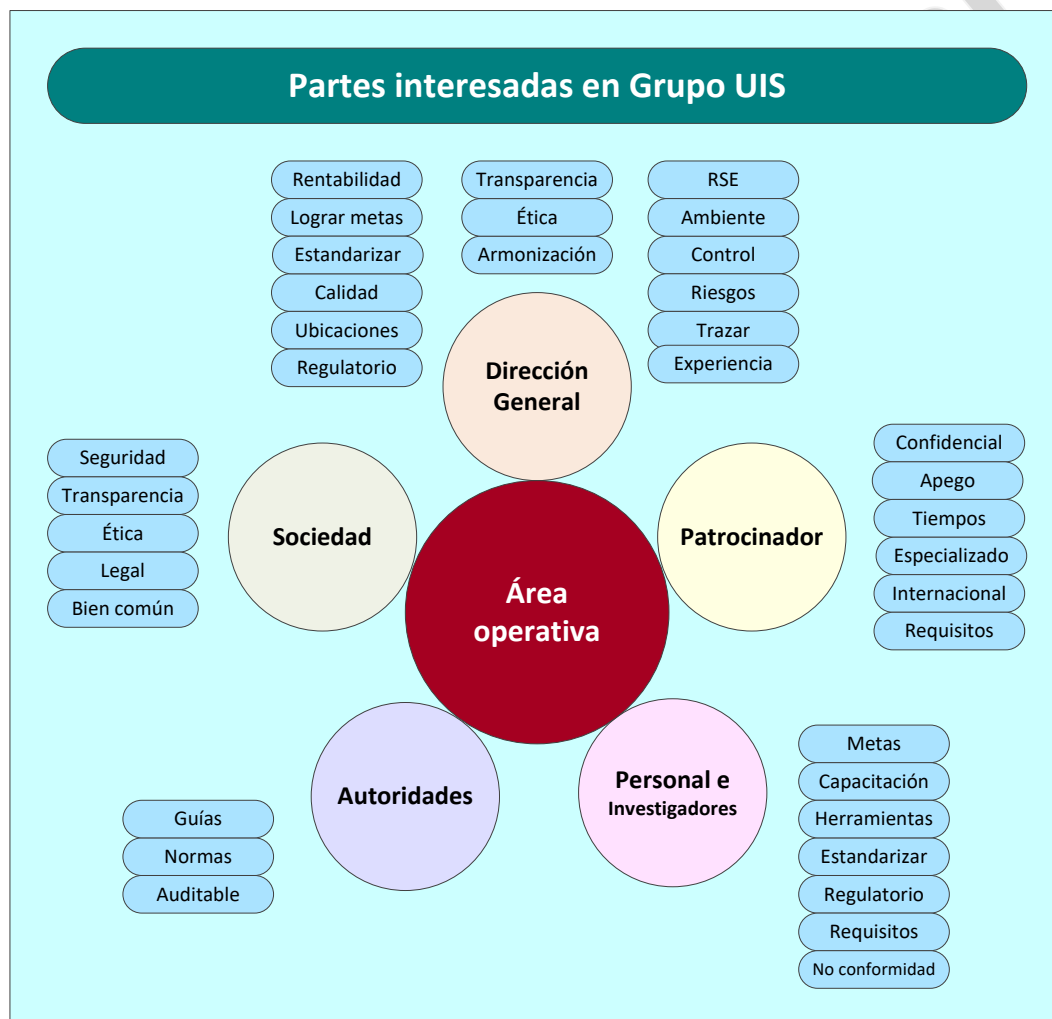 Partes interesadas en Grupo UIS
Rentabilidad
Lograr metas
Estandarizar
Calidad
Ubicaciones
Regulatorio
Transparencia
Ética
Armonización
RSE
Ambiente
Control
Riesgos
Trazar
Experiencia
Dirección
General
Seguridad
Transparencia
Ética
Legal
Bien común
Sociedad
Área
operativa
Patrocinador
Confidencial
Apego
Tiempos
Especializado
Internacional
Requisitos
Guías
Normas
Auditable
Autoridades
Personal e
Investigadores
Metas
Capacitación
Herramientas
Estandarizar
Regulatorio
Requisitos
No conformidad